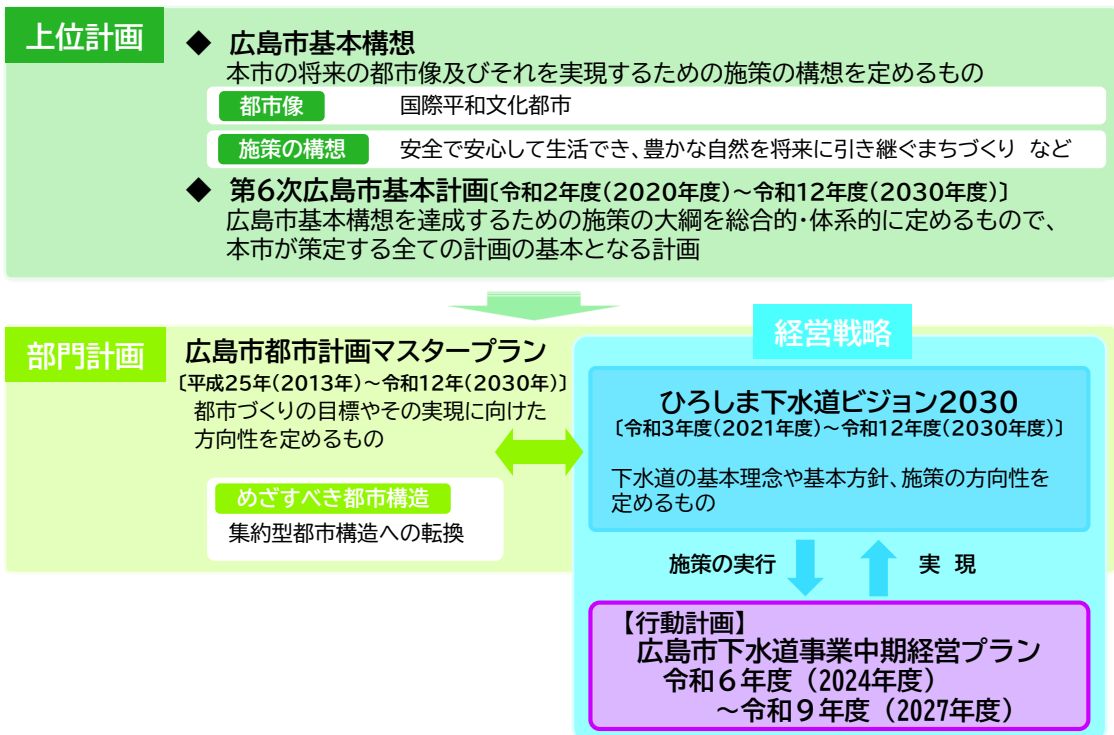 上位計画
◆ 広島市基本構想
本市の将来の都市像及びそれを実現するための施策の構想を定めるもの
都市像 国際平和文化都市
施策の構想 安全で安心して生活でき、豊かな自然を将来に引き継ぐまちづくり など
◆ 第6次広島市基本計画〔令和2年度(2020年度)～令和12年度(2030年度)〕
広島市基本構想を達成するための施策の大綱を総合的・体系的に定めるもので、
本市が策定する全ての計画の基本となる計画
部門計画
広島市都市計画マスタープラン
〔平成25年(2013年)～令和12年(2030年)〕
都市づくりの目標やその実現に向けた
方向性を定めるもの
めざすべき都市構造
集約型都市構造への転換
経営戦略
ひろしま下水道ビジョン2030
〔令和3年度(2021年度)～令和12年度(2030年度)〕
下水道の基本理念や基本方針、施策の方向性を
定めるもの
施策の実行 実 現
【行動計画】
広島市下水道事業中期経営プラン
令和６年度（2024年度）
～令和９年度（2027年度）